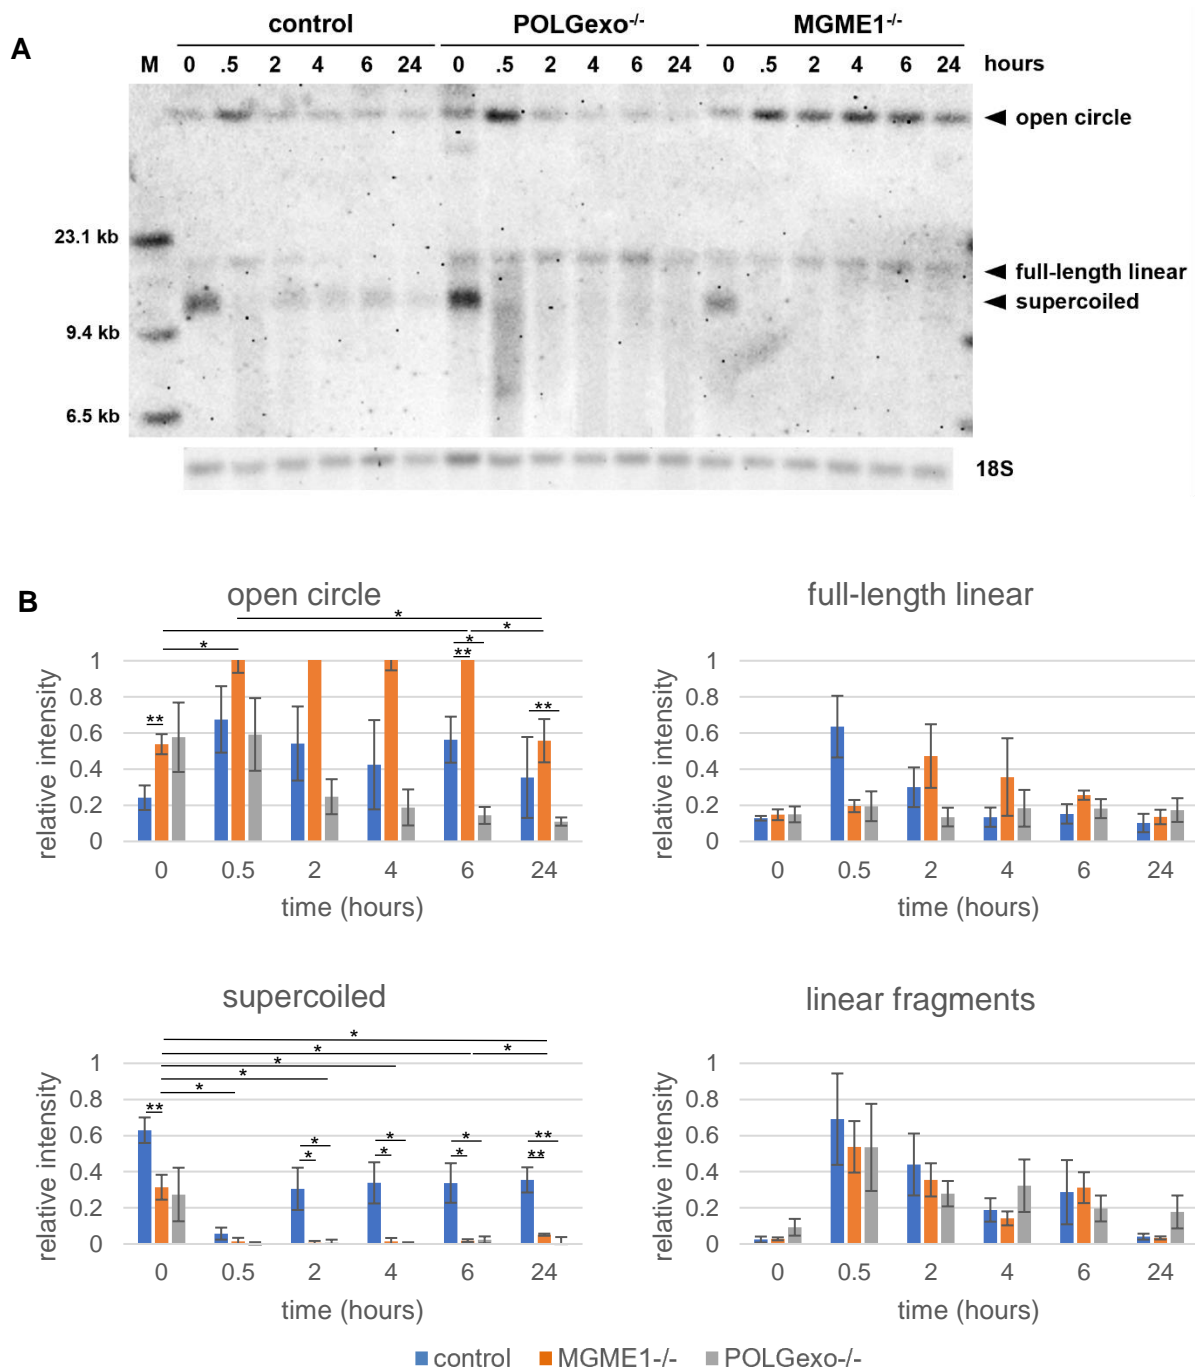 A
control POLGexo-/- MGME1-/-
M 0 .5 2 4 6 24 0 .5 2 4 6 24 0 .5 2 4 6 24 hours
open circle
23.1 kb
full-length linear
supercoiled
9.4 kb
6.5 kb
18S
B
open circle
* * * * * ** ** **
relative intensity
1
0.8
0.6
0.4
0.2
0
0 0.5 2 4 6 24
time (hours)
full-length linear
relative intensity
1
0.8
0.6
0.4
0.2
0
0 0.5 2 4 6 24
time (hours)
supercoiled
* * * * * * ** * * * * * * ** **
relative intensity
1
0.8
0.6
0.4
0.2
0
0 0.5 2 4 6 24
time (hours)
linear fragments
relative intensity
1
0.8
0.6
0.4
0.2
0
0 0.5 2 4 6 24
time (hours)
control MGME1-/- POLGexo-/-